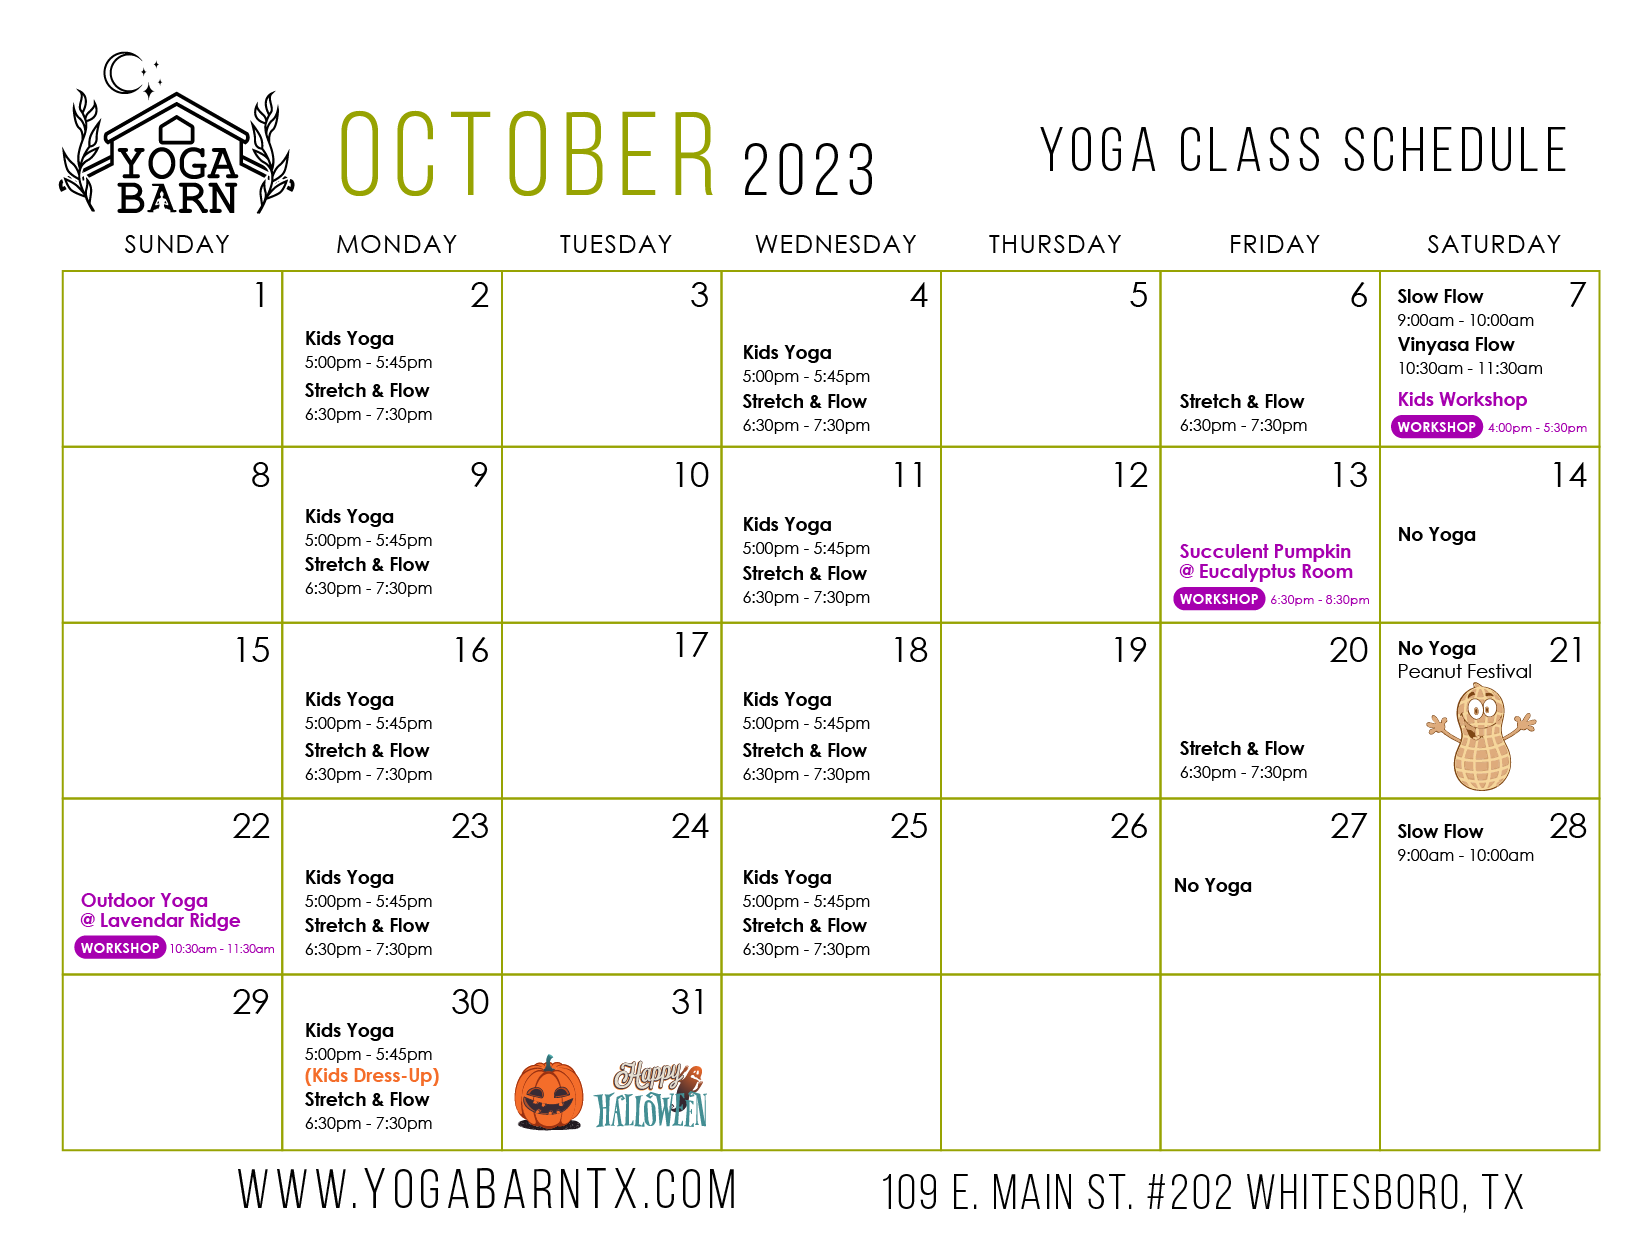 YOGA
BARN
OCTOBER 2023
YOGA CLASS SCHEDULE
SUNDAY MONDAY TUESDAY WEDNESDAY THURSDAY FRIDAY SATURDAY
1
2
Kids Yoga
5:00pm - 5:45pm
Stretch & Flow
6:30pm - 7:30pm
3
4
Kids Yoga
5:00pm - 5:45pm
Stretch & Flow
6:30pm - 7:30pm
5
6
Stretch & Flow
6:30pm - 7:30pm
7
Slow Flow
9:00am - 10:00am
Vinyasa Flow
10:30am - 11:30am
Kids Workshop
WORKSHOP 4:00pm - 5:30pm
8
9
Kids Yoga
5:00pm - 5:45pm
Stretch & Flow
6:30pm - 7:30pm
10
11
Kids Yoga
5:00pm - 5:45pm
Stretch & Flow
6:30pm - 7:30pm
12
13
Succulent Pumpkin
@ Eucalyptus Room
WORKSHOP 6:30pm - 8:30pm
14
No Yoga
15
16
Kids Yoga
5:00pm - 5:45pm
Stretch & Flow
6:30pm - 7:30pm
17
18
Kids Yoga
5:00pm - 5:45pm
Stretch & Flow
6:30pm - 7:30pm
19
20
Stretch & Flow
6:30pm - 7:30pm
21
No Yoga
Peanut Festival
22
Outdoor Yoga
@ Lavendar Ridge
WORKSHOP 10:30am - 11:30am
23
Kids Yoga
5:00pm - 5:45pm
Stretch & Flow
6:30pm - 7:30pm
24
25
Kids Yoga
5:00pm - 5:45pm
Stretch & Flow
6:30pm - 7:30pm
26
27
No Yoga
28
Slow Flow
9:00am - 10:00am
29
30
Kids Yoga
5:00pm - 5:45pm
(Kids Dress-Up)
Stretch & Flow
6:30pm - 7:30pm
31
Happy
HALLOWEEN
WWW.YOGABARNTX.COM
109 E. MAIN ST. #202 WHITESBORO, TX